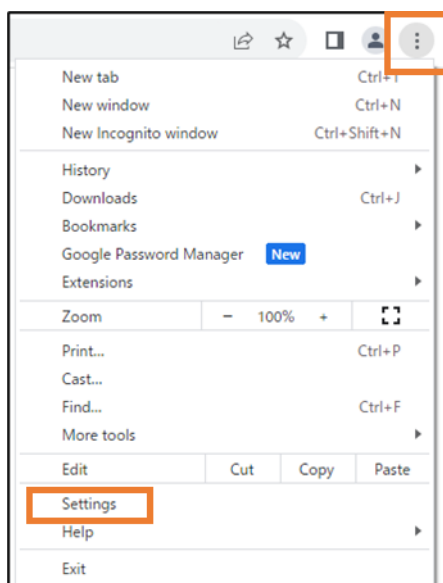 New tab Ctrl+T
New window Ctrl+N
New Incognito window Ctrl+Shift+N
History
Downloads Ctrl+J
Bookmarks
Google Password Manager New
Extensions
Zoom − 100% +
Print... Ctrl+P
Cast...
Find... Ctrl+F
More tools
Edit Cut Copy Paste
Settings
Help
Exit